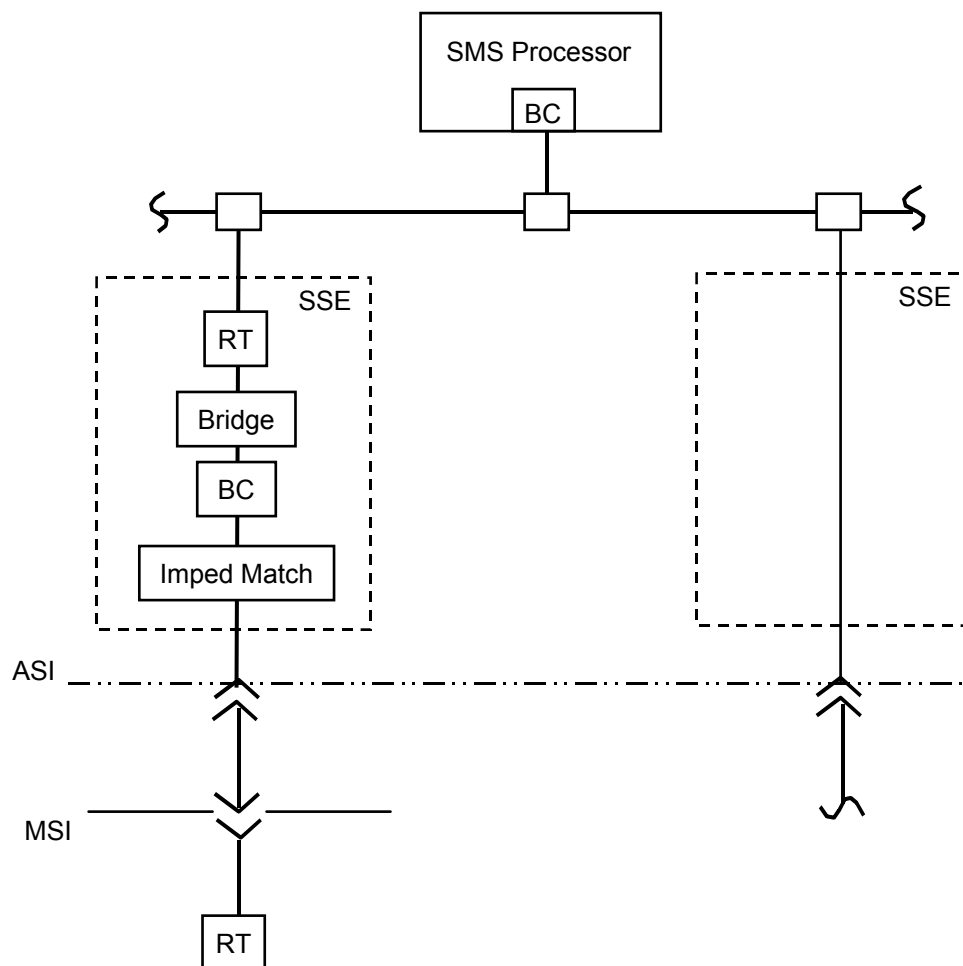 SMS Processor
BC
SSE
SSE
RT
Bridge
BC
Imped Match
ASI
MSI
RT